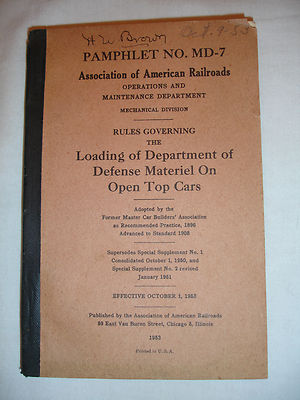 H W Brown
Oct. 9-53
PAMPHLET NO. MD-7
Association of American Railroads
OPERATIONS AND
MAINTENANCE DEPARTMENT
MECHANICAL DIVISION
RULES GOVERNING
THE
Loading of Department of
Defense Materiel On
Open Top Cars
Adopted by the
Former Master Car Builders' Association
as Recommended Practice, 1896
Advanced to Standard 1908
Supersedes Special Supplement No. 1
Consolidated October 1, 1950, and
Special Supplement No. 2 revised
January 1951
EFFECTIVE OCTOBER 1, 1953
Published by the Association of American Railroads
59 East Van Buren Street, Chicago 5, Illinois
1953
Printed in U.S.A.